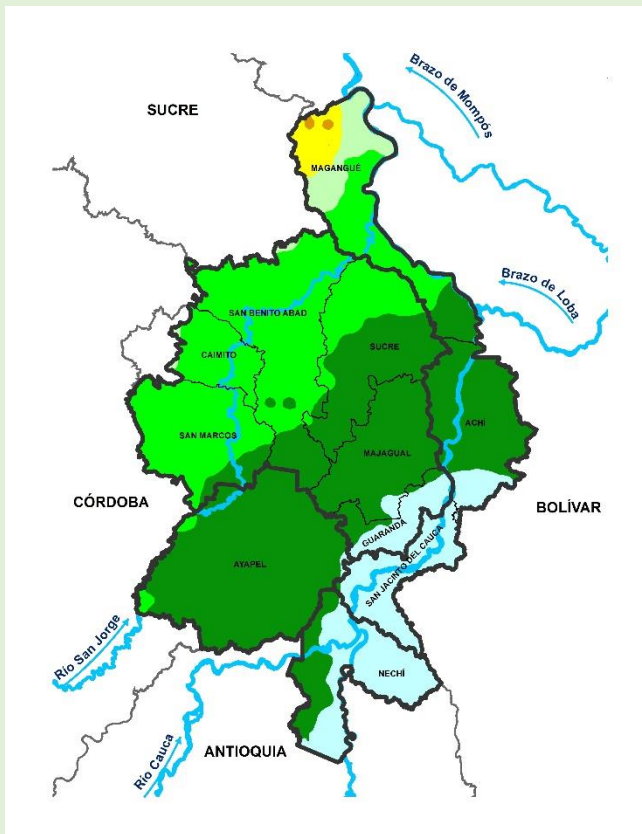 Brazo de Mompós
SUCRE
MAGANGUÉ
Brazo de Loba
SAN BENITO ABAD
SUCRE
CAIMITO
ACHÍ
SAN MARCOS
MAJAGUAL
CÓRDOBA
BOLÍVAR
GUARANDA
AYAPEL
SAN JACINTO DEL CAUCA
Río San Jorge
NECHÍ
ANTIOQUIA
Río Cauca